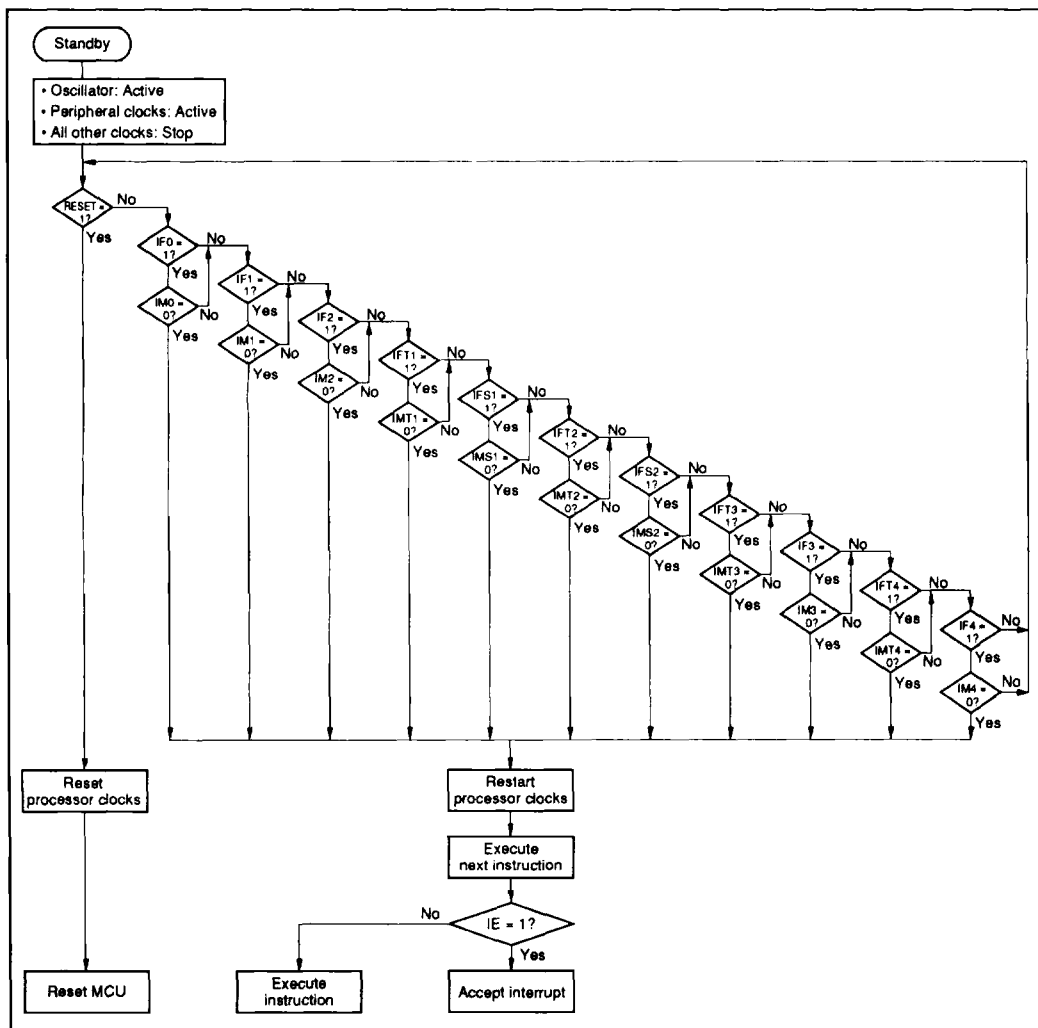 Standby
• Oscillator: Active
• Peripheral clocks: Active
• All other clocks: Stop
RESET =
1?
No
Yes
IF0 =
1?
No
Yes
IM0 =
0?
No
Yes
IF1 =
1?
No
Yes
IM1 =
0?
No
Yes
IF2 =
1?
No
Yes
IM2 =
0?
No
Yes
IFT1 =
1?
No
Yes
IMT1 =
0?
No
Yes
IFS1 =
1?
No
Yes
IMS1 =
0?
No
Yes
IFT2 =
1?
No
Yes
IMT2 =
0?
No
Yes
IFS2 =
1?
No
Yes
IMS2 =
0?
No
Yes
IFT3 =
1?
No
Yes
IMT3 =
0?
No
Yes
IF3 =
1?
No
Yes
IM3 =
0?
No
Yes
IFT4 =
1?
No
Yes
IMT4 =
0?
No
Yes
IF4 =
1?
No
Yes
IM4 =
0?
No
Yes
Reset
processor clocks
Restart
processor clocks
Execute
next instruction
No
IE = 1?
Yes
Reset MCU
Execute
instruction
Accept interrupt